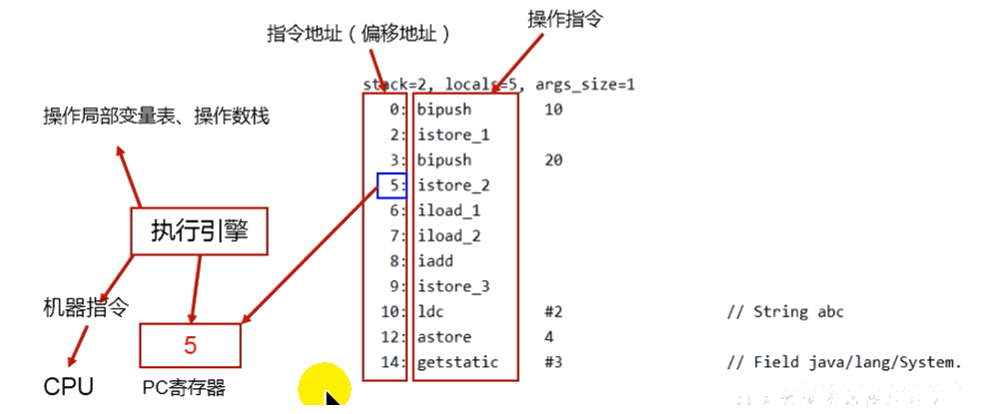 操作指令
指令地址（偏移地址）
stack=2, locals=5, args_size=1
0: bipush 10
2: istore_1
3: bipush 20
5: istore_2
6: iload_1
7: iload_2
8: iadd
9: istore_3
10: ldc #2 // String abc
12: astore 4
14: getstatic #3 // Field java/lang/System.
操作局部变量表、操作数栈
执行引擎
机器指令
5
CPU
PC寄存器